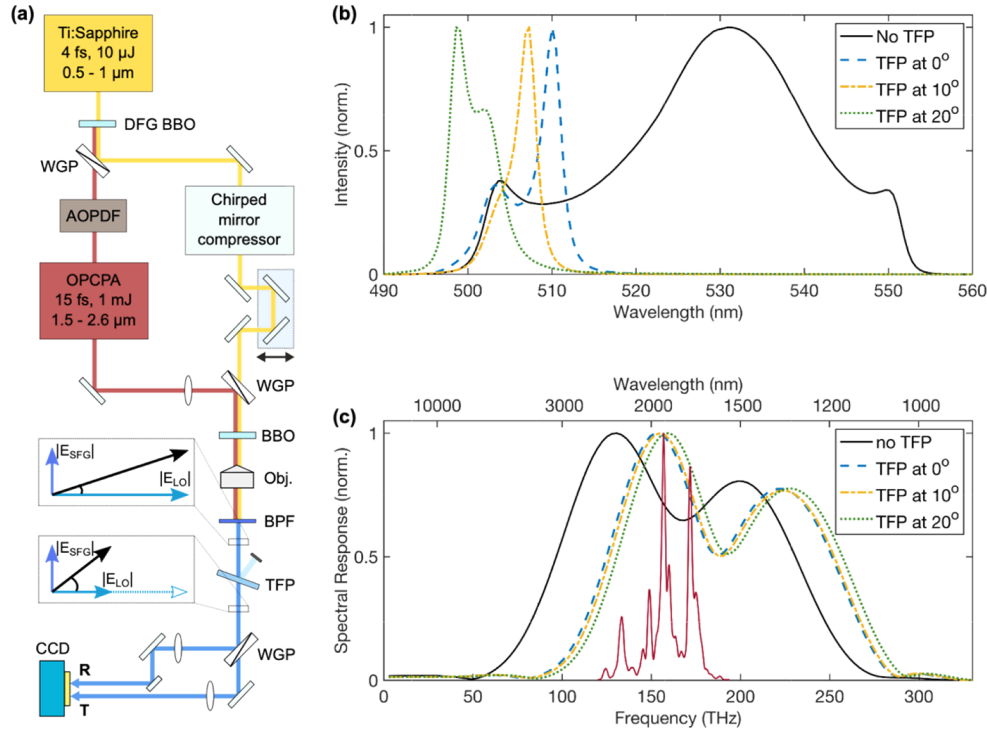 (a)
Ti:Sapphire
4 fs, 10 µJ
0.5 - 1 µm
DFG BBO
WGP
AOPDF
Chirped
mirror
compressor
OPCPA
15 fs, 1 mJ
1.5 - 2.6 µm
WGP
BBO
Obj.
BPF
|E_SFG|
|E_LO|
|E_SFG|
|E_LO|
TFP
WGP
CCD
R
T
(b)
Intensity (norm.)
1
0.5
0
No TFP
TFP at 0°
TFP at 10°
TFP at 20°
490 500 510 520 530 540 550 560
Wavelength (nm)
(c)
Wavelength (nm)
10000 3000 2000 1500 1200 1000
Spectral Response (norm.)
1
0.5
0
no TFP
TFP at 0°
TFP at 10°
TFP at 20°
0 50 100 150 200 250 300
Frequency (THz)